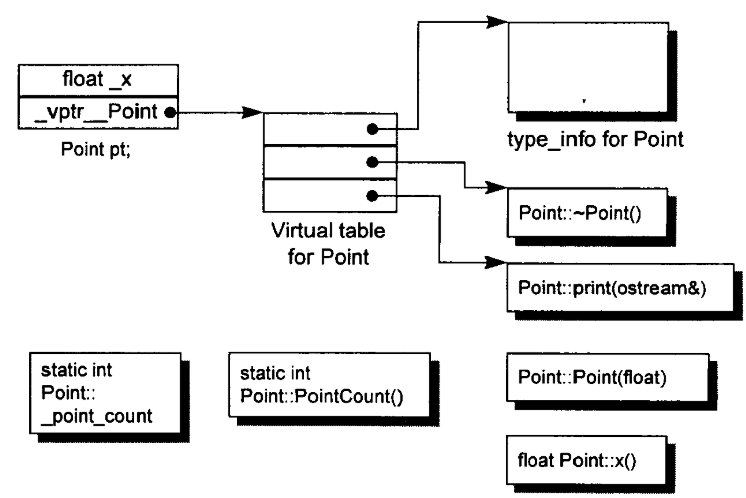 float _x
_vptr__Point
Point pt;
type_info for Point
Virtual table
for Point
Point::~Point()
Point::print(ostream&)
static int
Point::
_point_count
static int
Point::PointCount()
Point::Point(float)
float Point::x()